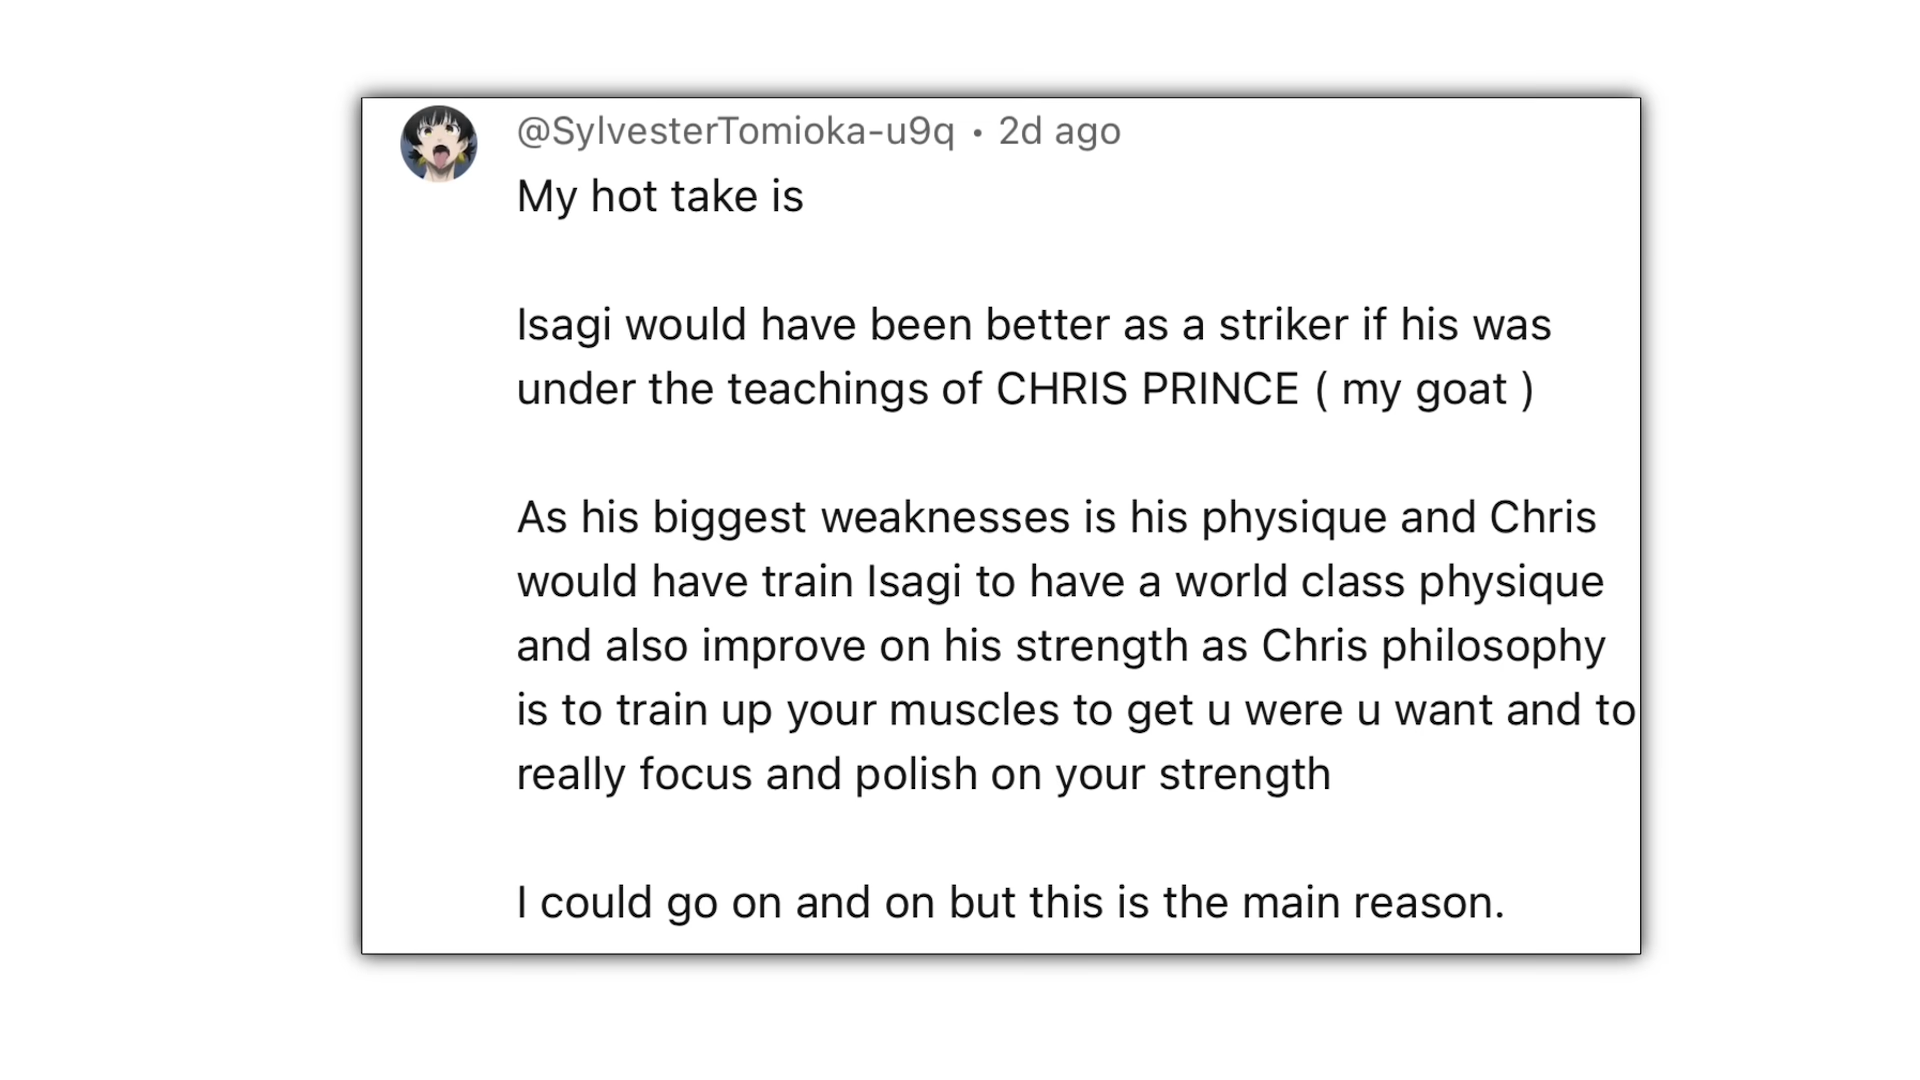 @SylvesterTomioka-u9q • 2d ago
My hot take is
Isagi would have been better as a striker if his was
under the teachings of CHRIS PRINCE ( my goat )
As his biggest weaknesses is his physique and Chris
would have train Isagi to have a world class physique
and also improve on his strength as Chris philosophy
is to train up your muscles to get u were u want and to
really focus and polish on your strength
I could go on and on but this is the main reason.